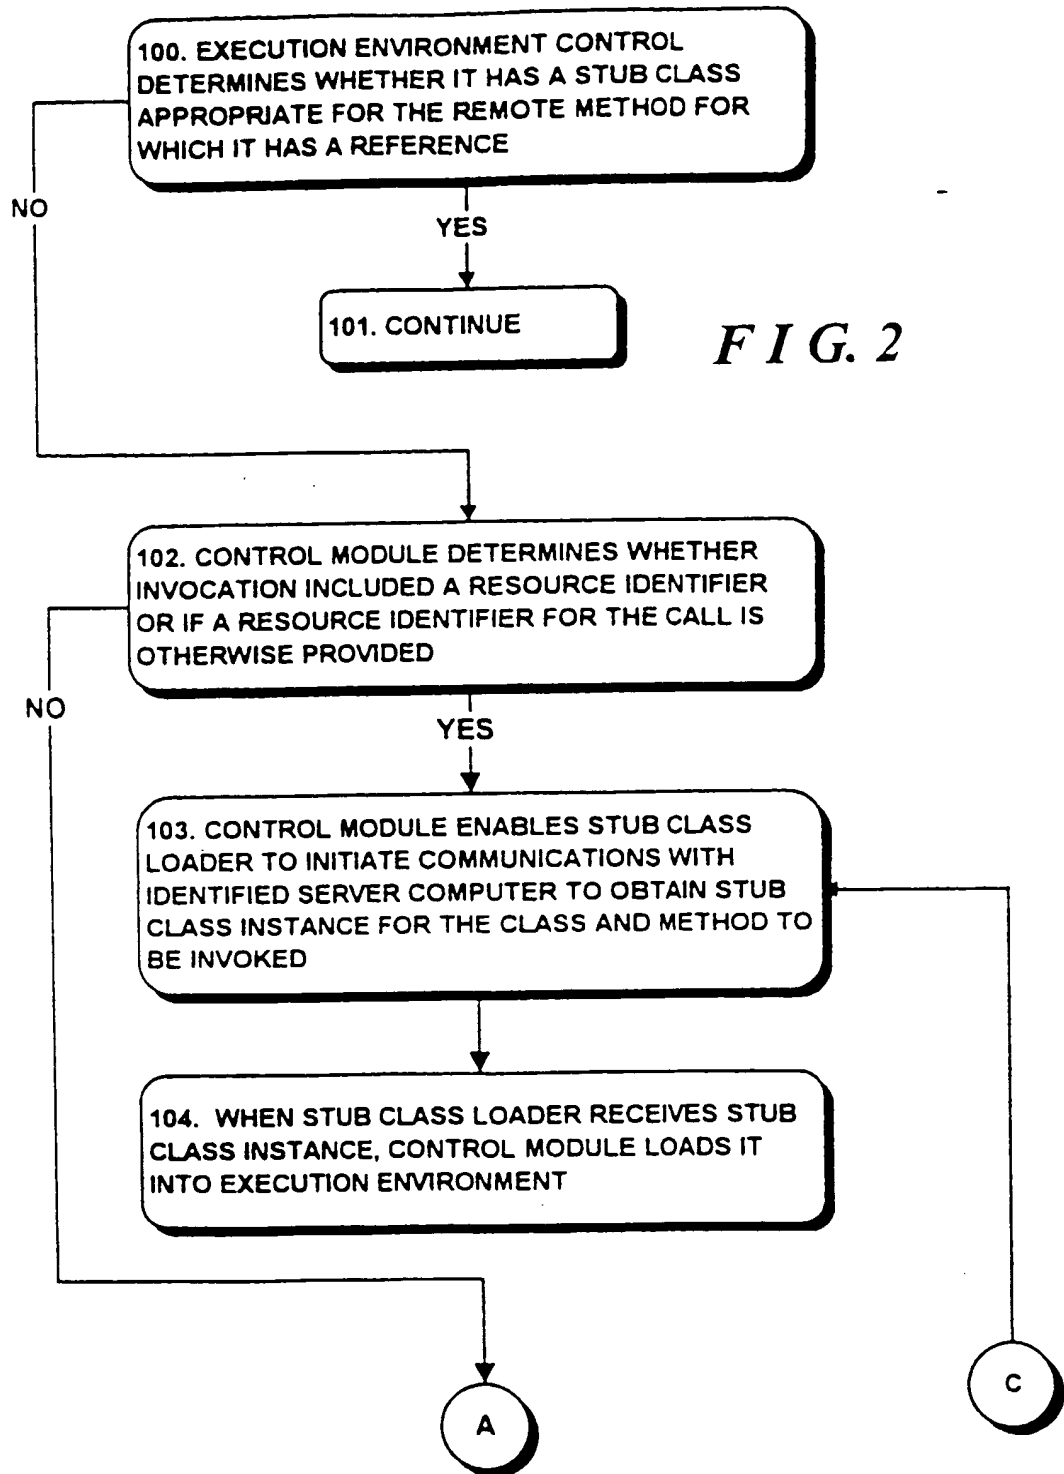 100. EXECUTION ENVIRONMENT CONTROL
DETERMINES WHETHER IT HAS A STUB CLASS
APPROPRIATE FOR THE REMOTE METHOD FOR
WHICH IT HAS A REFERENCE
NO
YES
101. CONTINUE
FIG. 2
102. CONTROL MODULE DETERMINES WHETHER
INVOCATION INCLUDED A RESOURCE IDENTIFIER
OR IF A RESOURCE IDENTIFIER FOR THE CALL IS
OTHERWISE PROVIDED
NO
YES
103. CONTROL MODULE ENABLES STUB CLASS
LOADER TO INITIATE COMMUNICATIONS WITH
IDENTIFIED SERVER COMPUTER TO OBTAIN STUB
CLASS INSTANCE FOR THE CLASS AND METHOD TO
BE INVOKED
104. WHEN STUB CLASS LOADER RECEIVES STUB
CLASS INSTANCE, CONTROL MODULE LOADS IT
INTO EXECUTION ENVIRONMENT
C
A